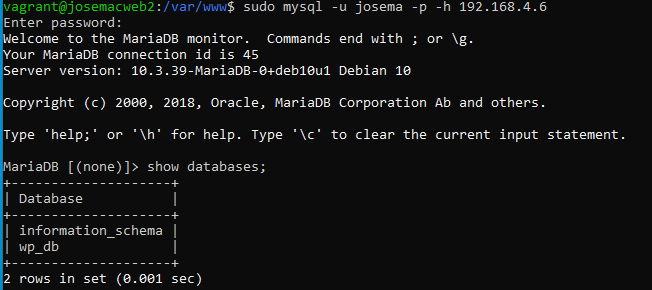 vagrant@josemacweb2:/var/www$ sudo mysql -u josema -p -h 192.168.4.6
Enter password:
Welcome to the MariaDB monitor.  Commands end with ; or \g.
Your MariaDB connection id is 45
Server version: 10.3.39-MariaDB-0+deb10u1 Debian 10
Copyright (c) 2000, 2018, Oracle, MariaDB Corporation Ab and others.
Type 'help;' or '\h' for help. Type '\c' to clear the current input statement.
MariaDB [(none)]> show databases;
+--------------------+
| Database           |
+--------------------+
| information_schema |
| wp_db              |
+--------------------+
2 rows in set (0.001 sec)